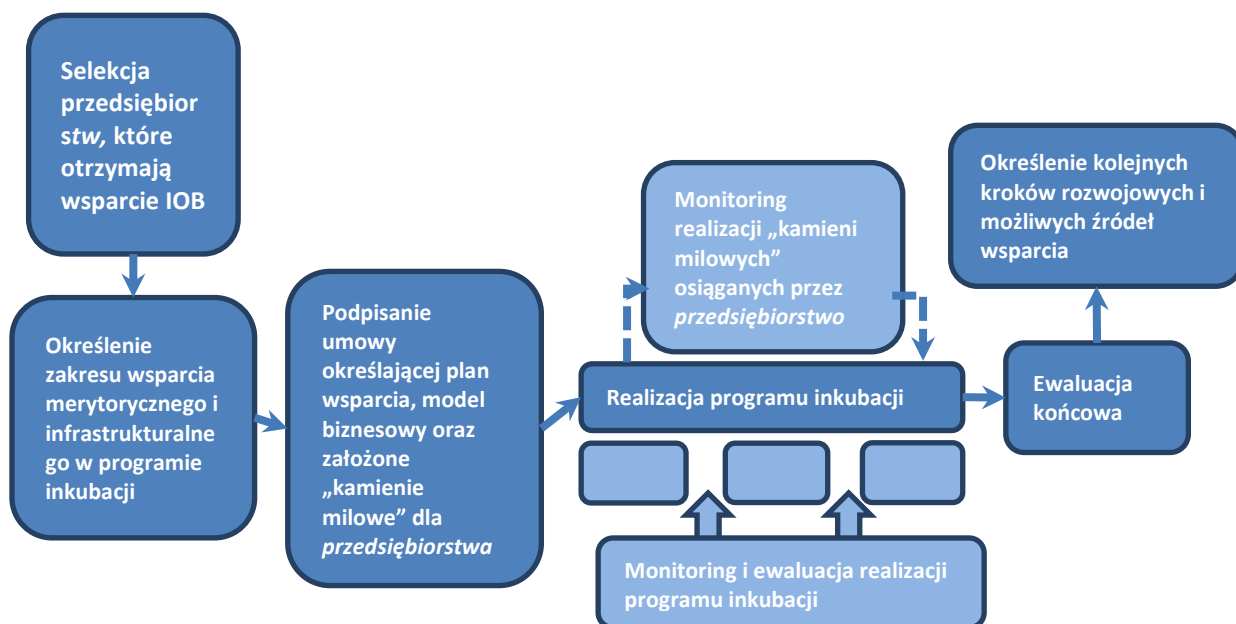 Selekcja
przedsiębior
stw, które
otrzymają
wsparcie IOB
Określenie
zakresu wsparcia
merytorycznego i
infrastrukturalne
go w programie
inkubacji
Podpisanie
umowy
określającej plan
wsparcia, model
biznesowy oraz
założone
„kamienie
milowe” dla
przedsiębiorstwa
Monitoring
realizacji „kamieni
milowych”
osiąganych przez
przedsiębiorstwo
Realizacja programu inkubacji
Monitoring i ewaluacja realizacji
programu inkubacji
Ewaluacja
końcowa
Określenie kolejnych
kroków rozwojowych i
możliwych źródeł
wsparcia